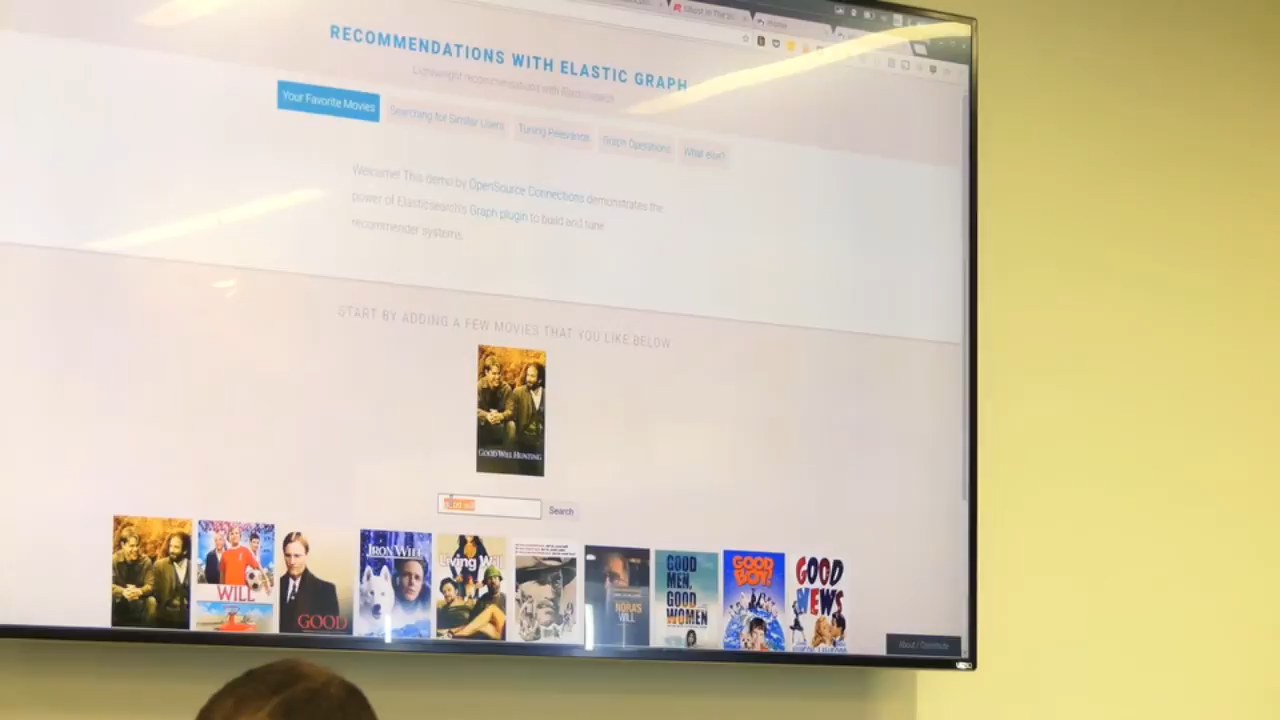 RECOMMENDATIONS WITH ELASTIC GRAPH
Lightweight recommendations with Elasticsearch
Your Favorite Movies
Searching for Similar Users
Tuning Relevance
Graph Operations
What else?
Welcome! This demo by OpenSource Connections demonstrates the
power of Elasticsearch's Graph plugin to build and tune
recommender systems.
START BY ADDING A FEW MOVIES THAT YOU LIKE BELOW
GOOD WILL HUNTING
good will
Search
WILL
GOOD
IRON WILL
Living Will
NORA'S
WILL
GOOD
MEN,
GOOD
WOMEN
GOOD
BOY!
GOOD
NEWS
About / Contribute
VIZIO